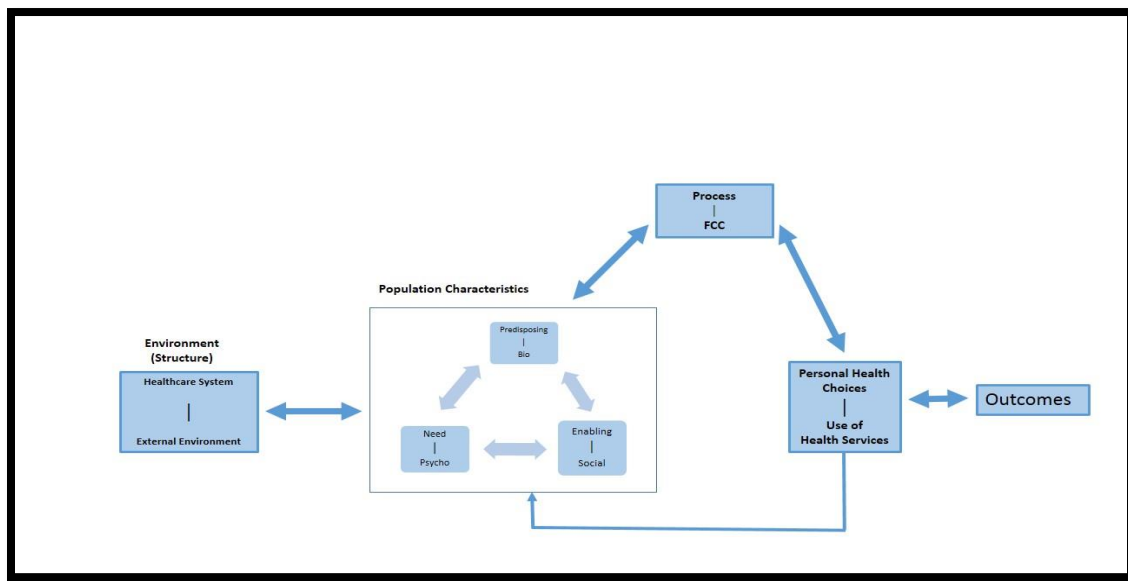 Process
|
FCC
Population Characteristics
Predisposing
|
Bio
Environment
(Structure)
Healthcare System
|
External Environment
Need
|
Psycho
Enabling
|
Social
Personal Health
Choices
|
Use of
Health Services
Outcomes